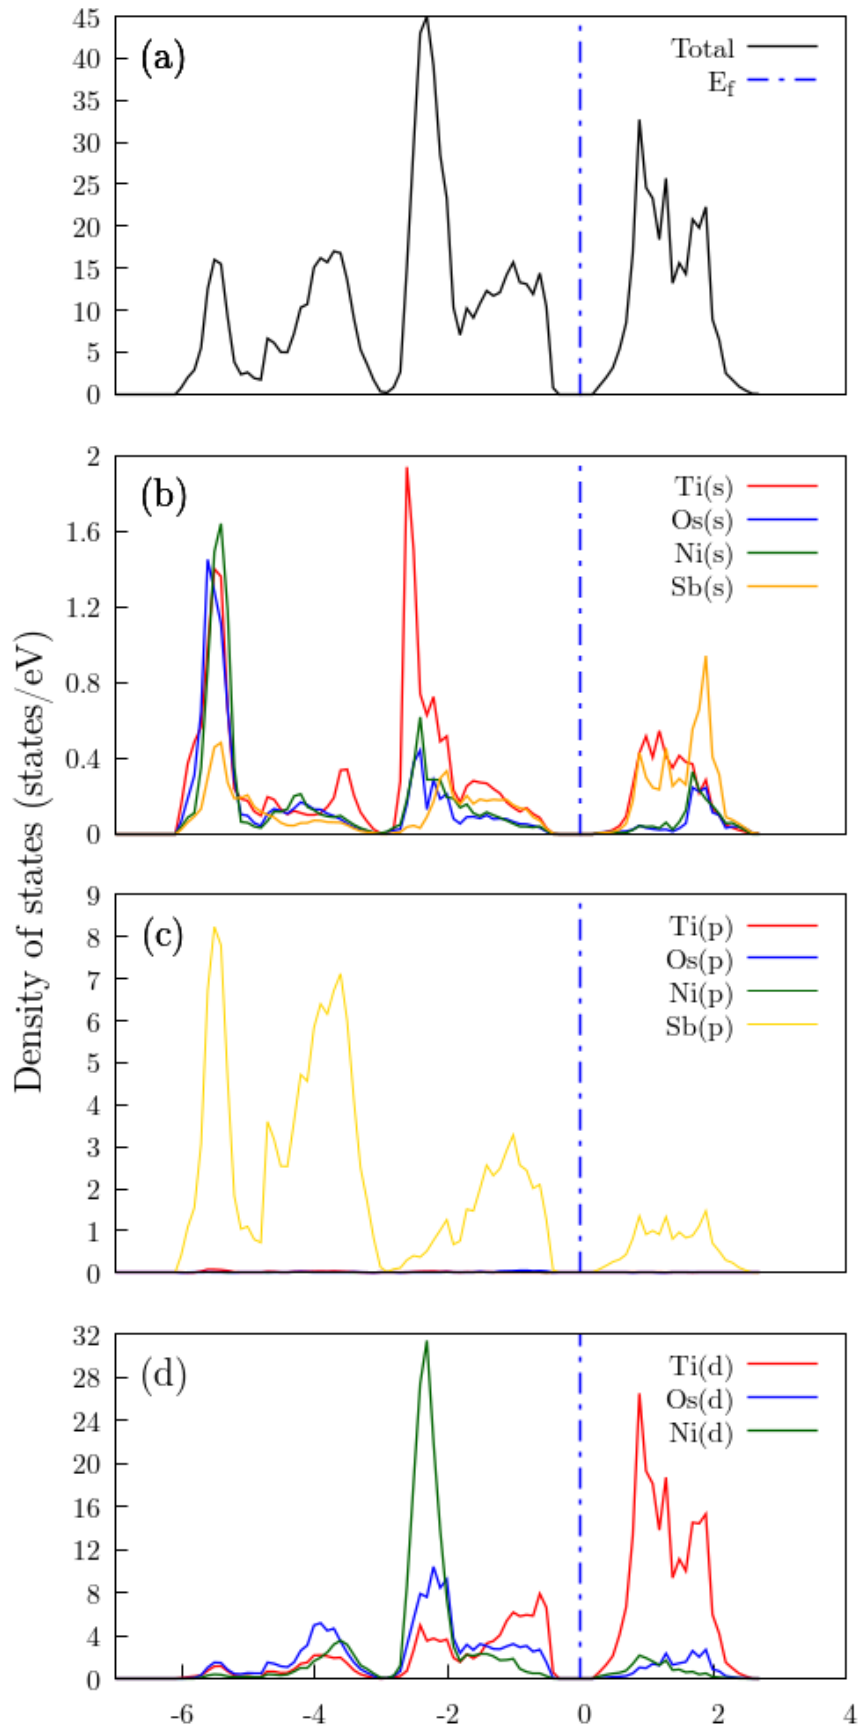 45
40
35
30
25
20
15
10
5
0
(a)
Total
E_f
2
1.6
1.2
0.8
0.4
0
(b)
Ti(s)
Os(s)
Ni(s)
Sb(s)
Density of states (states/eV)
9
8
7
6
5
4
3
2
1
0
(c)
Ti(p)
Os(p)
Ni(p)
Sb(p)
32
28
24
20
16
12
8
4
0
(d)
Ti(d)
Os(d)
Ni(d)
-6 -4 -2 0 2 4